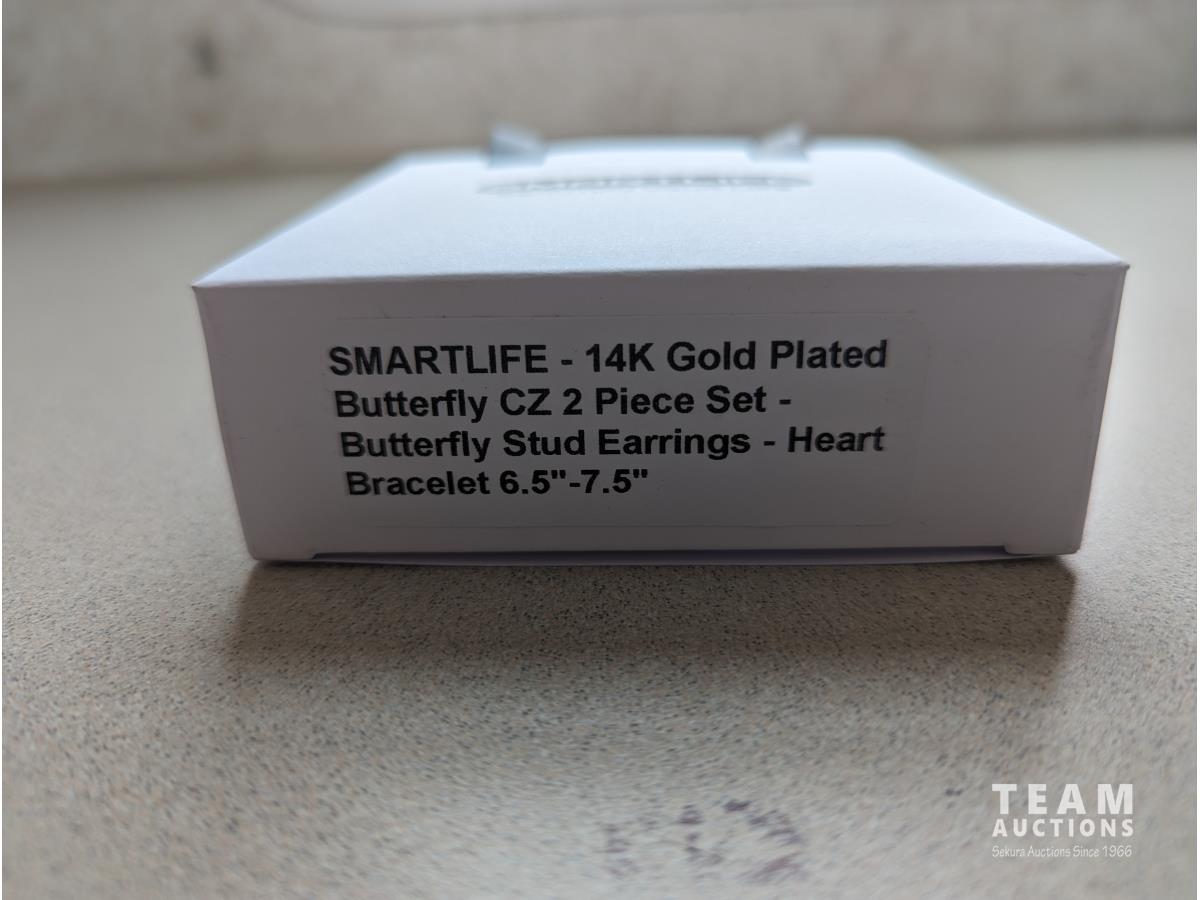 SMARTLIFE - 14K Gold Plated
Butterfly CZ 2 Piece Set -
Butterfly Stud Earrings - Heart
Bracelet 6.5"-7.5"
TEAM
AUCTIONS
Sekura Auctions Since 1966